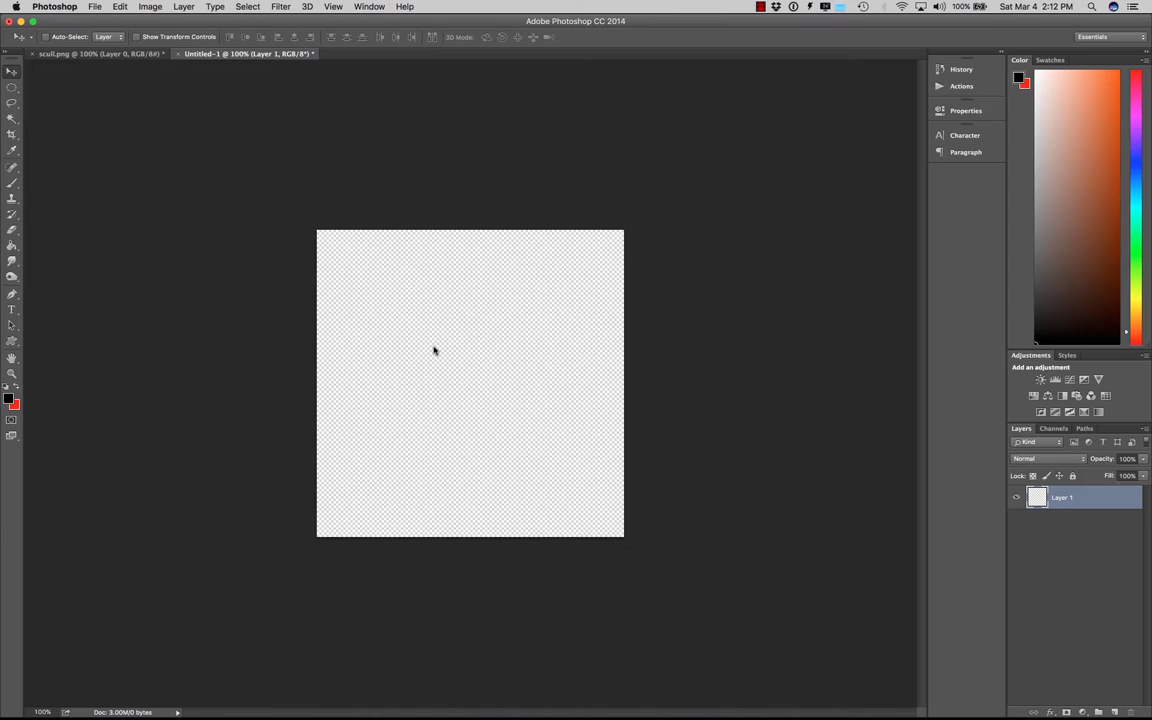 Photoshop File Edit Image Layer Type Select Filter 3D View Window Help 100% Sat Mar 4 2:12 PM
Adobe Photoshop CC 2014
Auto-Select: Layer Show Transform Controls 3D Mode: Essentials
scull.png @ 100% (Layer 0, RGB/8#) * Untitled-1 @ 100% (Layer 1, RGB/8*) *
History
Actions
Properties
Character
Paragraph
Color Swatches
Adjustments Styles
Add an adjustment
Layers Channels Paths
Kind
Normal Opacity: 100%
Lock: Fill: 100%
Layer 1
100% Doc: 3.00M/0 bytes